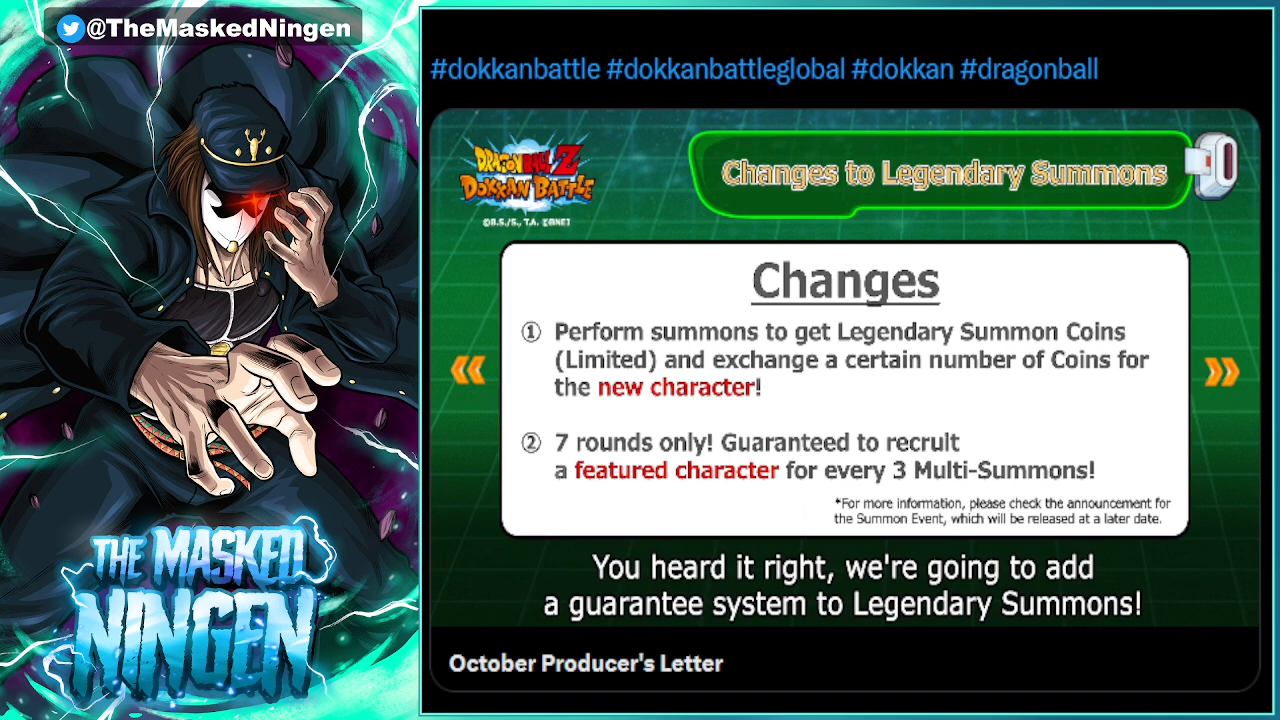 @TheMaskedNingen
THE MASKED
NINGEN
#dokkanbattle #dokkanbattleglobal #dokkan #dragonball
DRAGON BALL Z
DOKKAN BATTLE
©B.S./S., T.A.
Changes to Legendary Summons
Changes
① Perform summons to get Legendary Summon Coins
(Limited) and exchange a certain number of Coins for
the new character!
② 7 rounds only! Guaranteed to recruit
a featured character for every 3 Multi-Summons!
*For more information, please check the announcement for
the Summon Event, which will be released at a later date.
You heard it right, we're going to add
a guarantee system to Legendary Summons!
October Producer's Letter